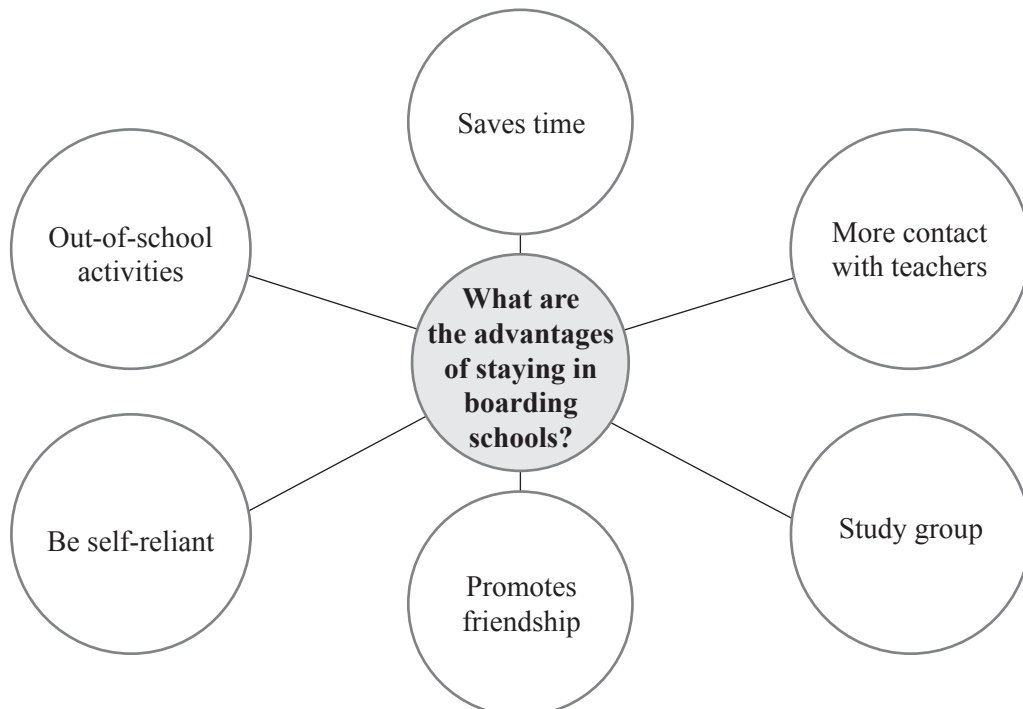 Saves time
Out-of-school
activities
More contact
with teachers
What are
the advantages
of staying in
boarding
schools?
Be self-reliant
Study group
Promotes
friendship